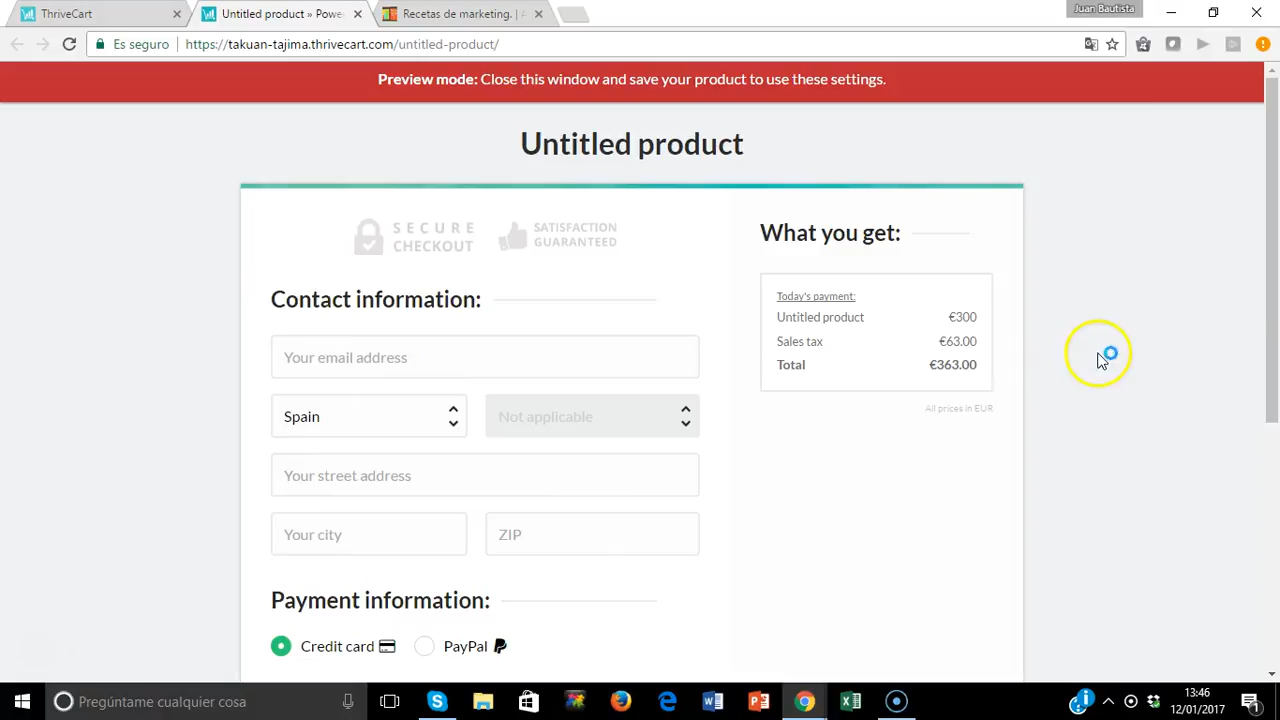 ThriveCart
Untitled product » Powe
Recetas de marketing. | A
Juan Bautista
Es seguro
https://takuan-tajima.thrivecart.com/untitled-product/
Preview mode: Close this window and save your product to use these settings.
Untitled product
SECURE CHECKOUT
SATISFACTION GUARANTEED
What you get:
Today's payment:
Untitled product €300
Sales tax €63.00
Total €363.00
All prices in EUR
Contact information:
Your email address
Spain
Not applicable
Your street address
Your city
ZIP
Payment information:
Credit card
PayPal
Pregúntame cualquier cosa
13:46
12/01/2017